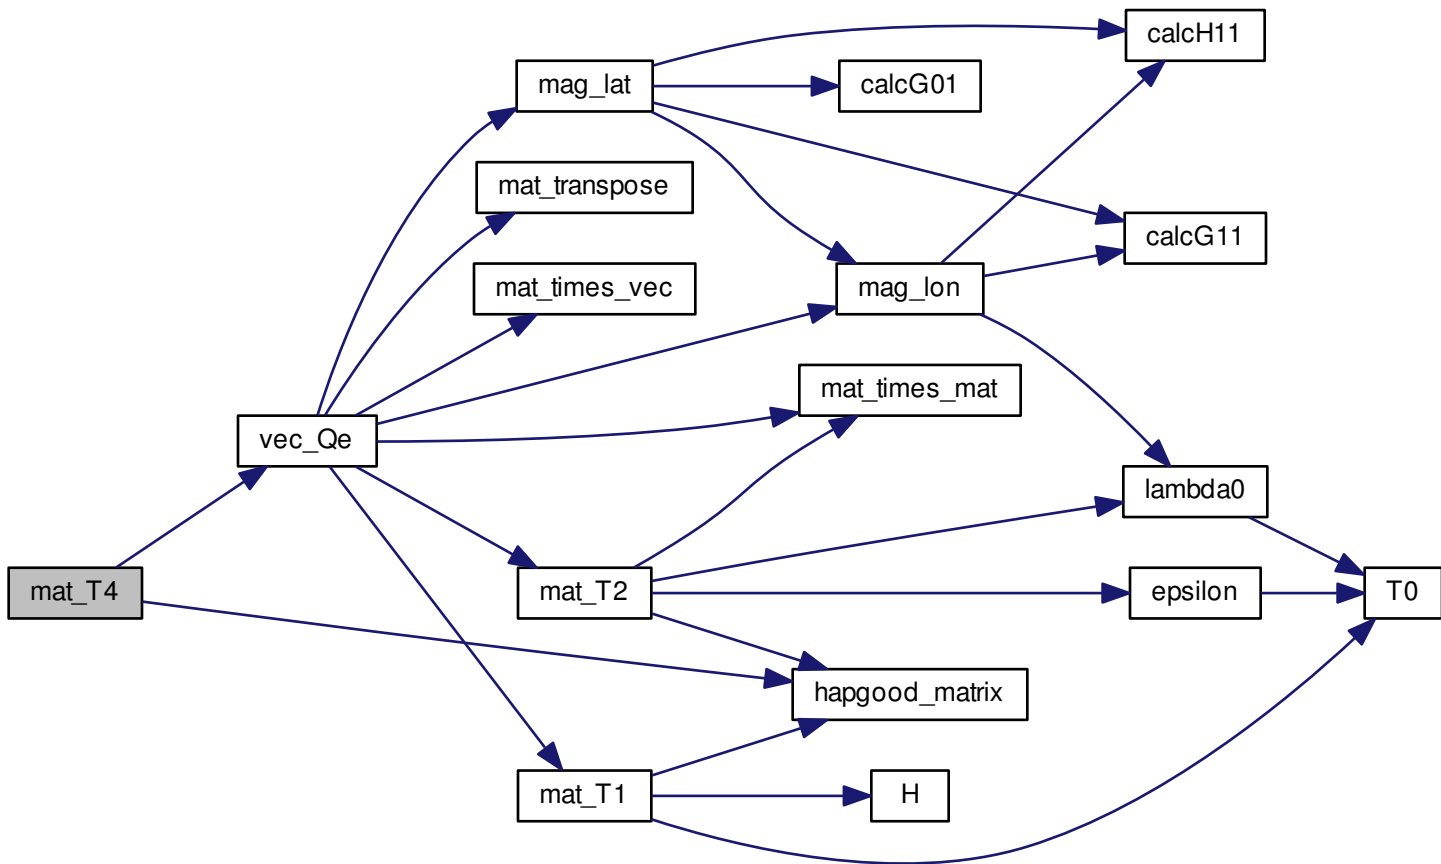 calcH11
mag_lat
calcG01
mat_transpose
calcG11
mat_times_vec
mag_lon
mat_times_mat
vec_Qe
lambda0
mat_T4
mat_T2
epsilon
T0
hapgood_matrix
mat_T1
H